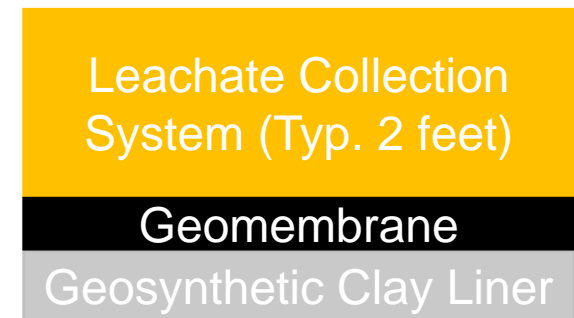 Leachate Collection
System (Typ. 2 feet)
Geomembrane
Geosynthetic Clay Liner